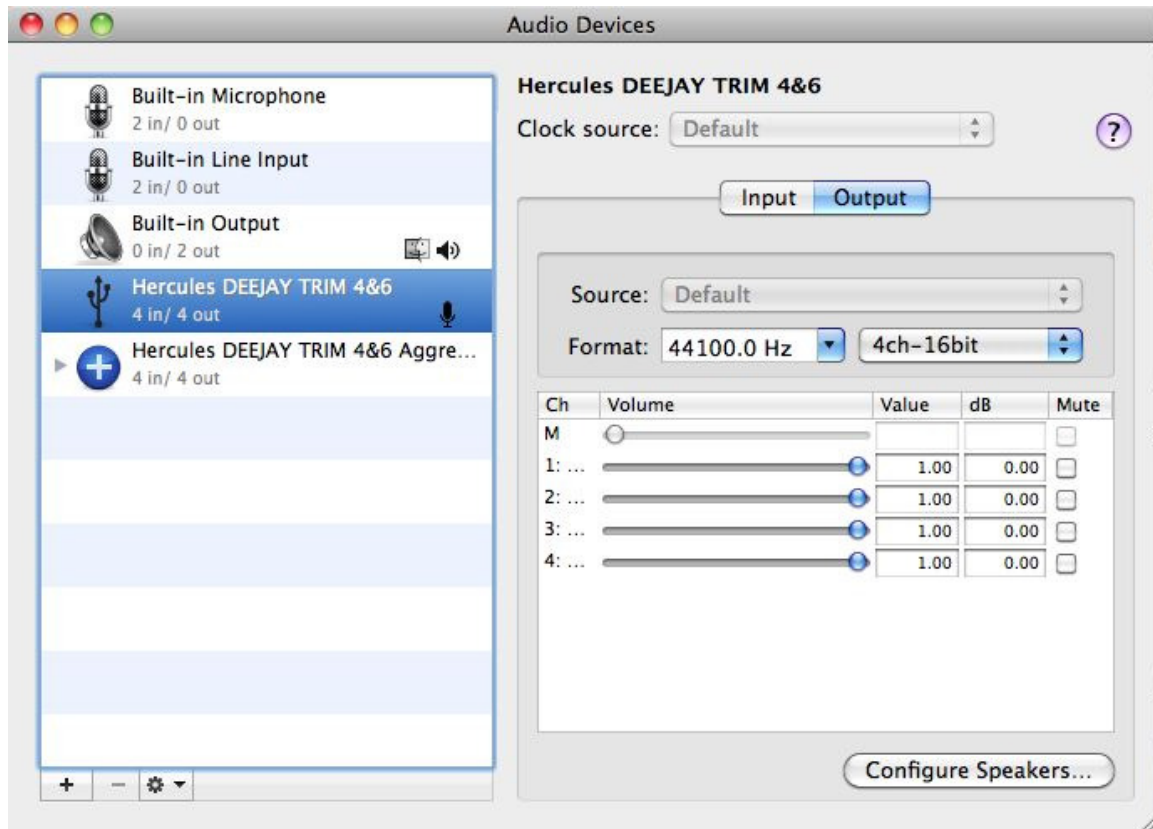 Audio Devices
Built-in Microphone
2 in/ 0 out
Built-in Line Input
2 in/ 0 out
Built-in Output
0 in/ 2 out
Hercules DEEJAY TRIM 4&6
4 in/ 4 out
Hercules DEEJAY TRIM 4&6 Aggre...
4 in/ 4 out
Hercules DEEJAY TRIM 4&6
Clock source: Default
?
Input Output
Source: Default
Format: 44100.0 Hz 4ch-16bit
Ch Volume Value dB Mute
M
1: ... 1.00 0.00
2: ... 1.00 0.00
3: ... 1.00 0.00
4: ... 1.00 0.00
Configure Speakers...